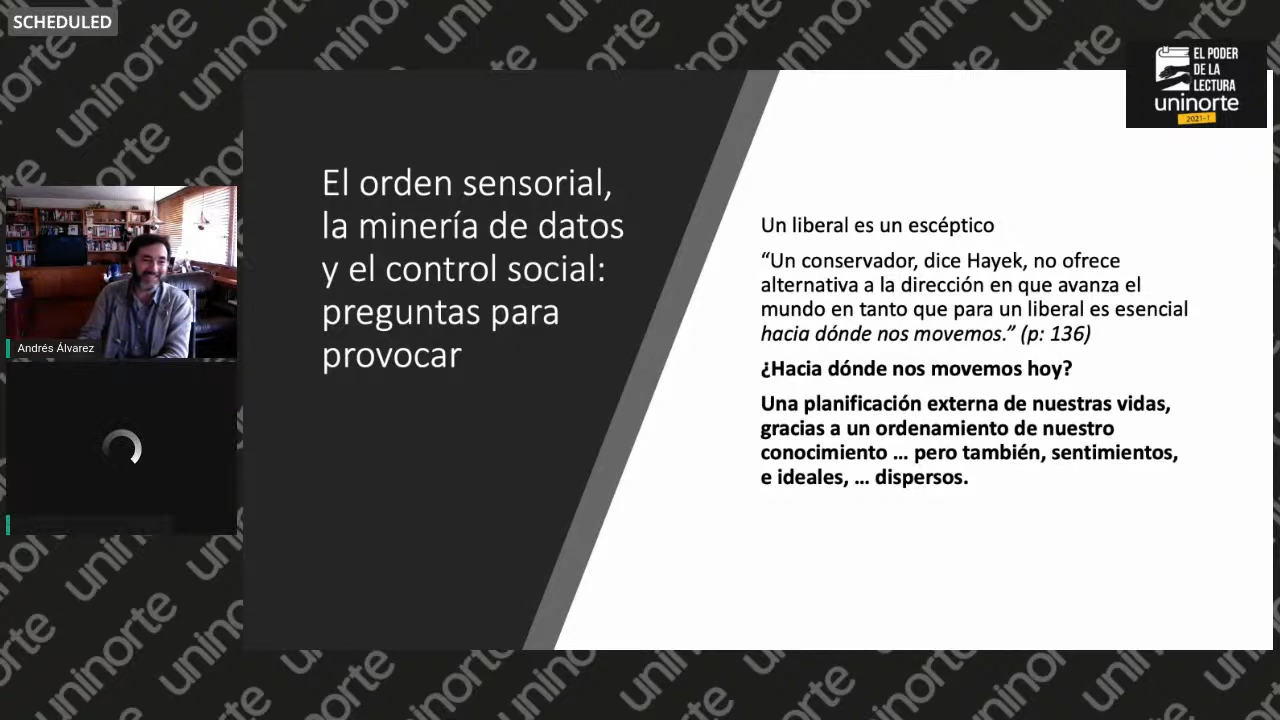 SCHEDULED
EL PODER
DE LA
LECTURA
uninorte
2021-1
Andrés Álvarez
El orden sensorial,
la minería de datos
y el control social:
preguntas para
provocar
Un liberal es un escéptico
“Un conservador, dice Hayek, no ofrece
alternativa a la dirección en que avanza el
mundo en tanto que para un liberal es esencial
hacia dónde nos movemos.” (p: 136)
¿Hacia dónde nos movemos hoy?
Una planificación externa de nuestras vidas,
gracias a un ordenamiento de nuestro
conocimiento ... pero también, sentimientos,
e ideales, ... dispersos.